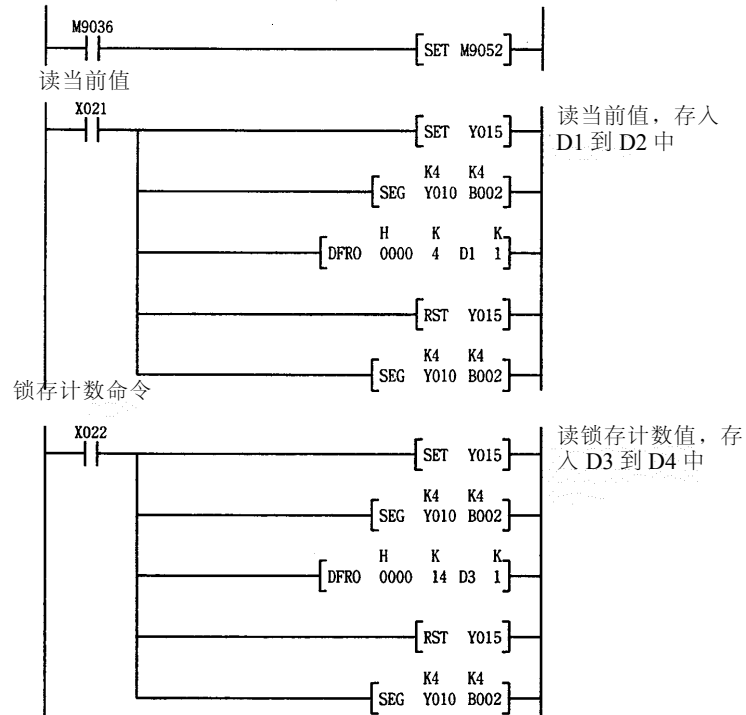 M9036
SET M9052
读当前值
X021
SET Y015
读当前值，存入
D1 到 D2 中
K4 K4
SEG Y010 B002
H K K
DFRO 0000 4 D1 1
RST Y015
K4 K4
SEG Y010 B002
锁存计数命令
X022
SET Y015
读锁存计数值，存
入 D3 到 D4 中
K4 K4
SEG Y010 B002
H K K
DFRO 0000 14 D3 1
RST Y015
K4 K4
SEG Y010 B002